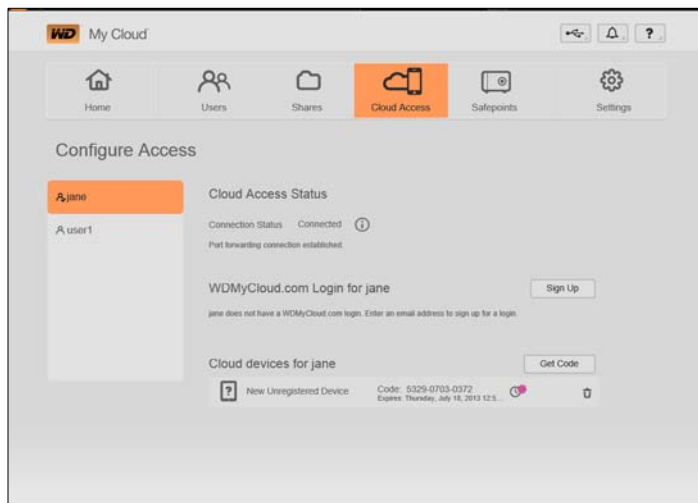 WD My Cloud
?
Home Users Shares Cloud Access Safepoints Settings
Configure Access
jane
user1
Cloud Access Status
Connection Status Connected
Port forwarding connection established.
WDMyCloud.com Login for jane
Sign Up
jane does not have a WDMyCloud.com login. Enter an email address to sign up for a login.
Cloud devices for jane
Get Code
? New Unregistered Device
Code: 5329-0703-0372
Expires: Thursday, July 18, 2013 12:5...